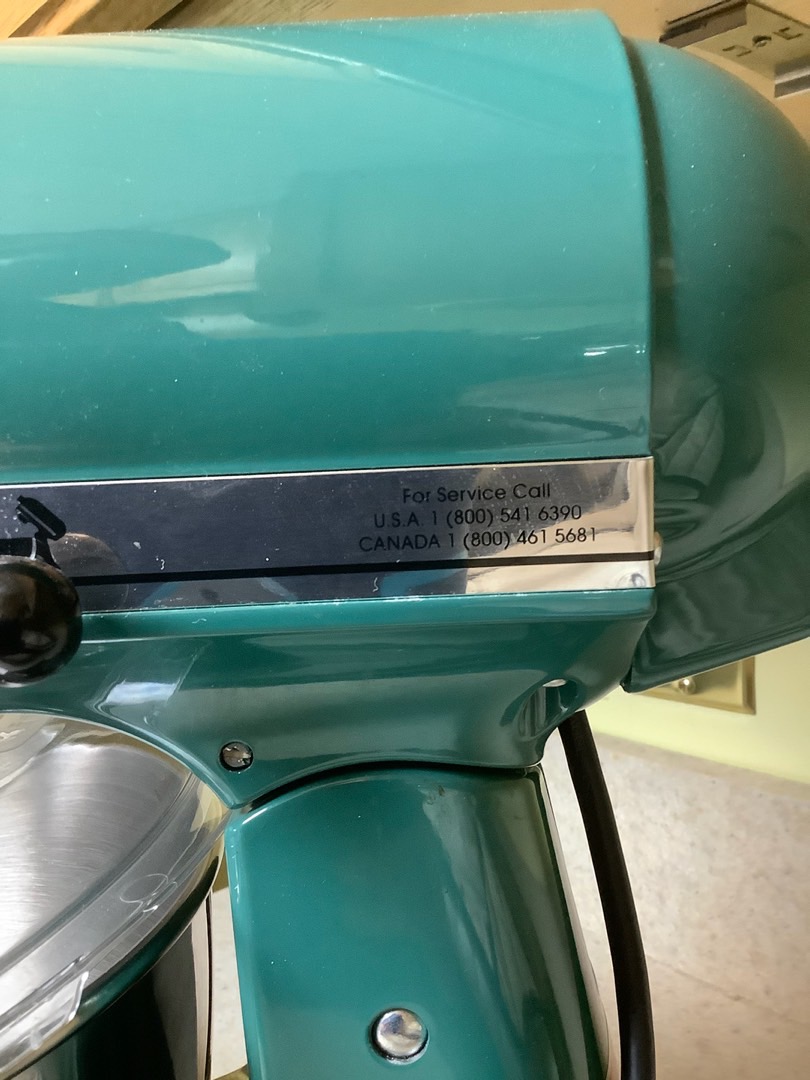 For Service Call
U.S.A. 1 (800) 541 6390
CANADA 1 (800) 461 5681